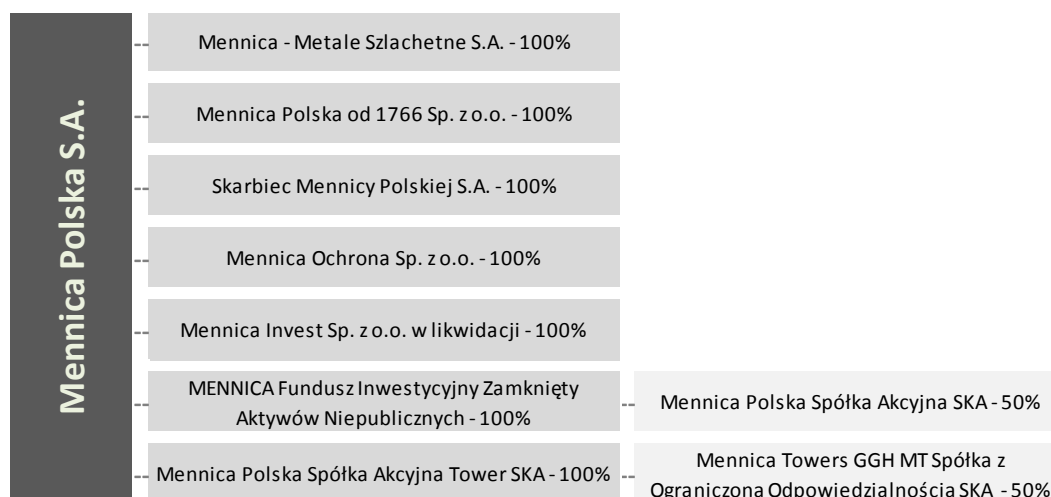 Mennica Polska S.A.
Mennica - Metale Szlachetne S.A. - 100%
Mennica Polska od 1766 Sp. z o.o. - 100%
Skarbiec Mennicy Polskiej S.A. - 100%
Mennica Ochrona Sp. z o.o. - 100%
Mennica Invest Sp. z o.o. w likwidacji - 100%
MENNICA Fundusz Inwestycyjny Zamknięty
Aktywów Niepublicznych - 100%
Mennica Polska Spółka Akcyjna SKA - 50%
Mennica Polska Spółka Akcyjna Tower SKA - 100%
Mennica Towers GGH MT Spółka z
Ograniczoną Odpowiedzialnością SKA - 50%